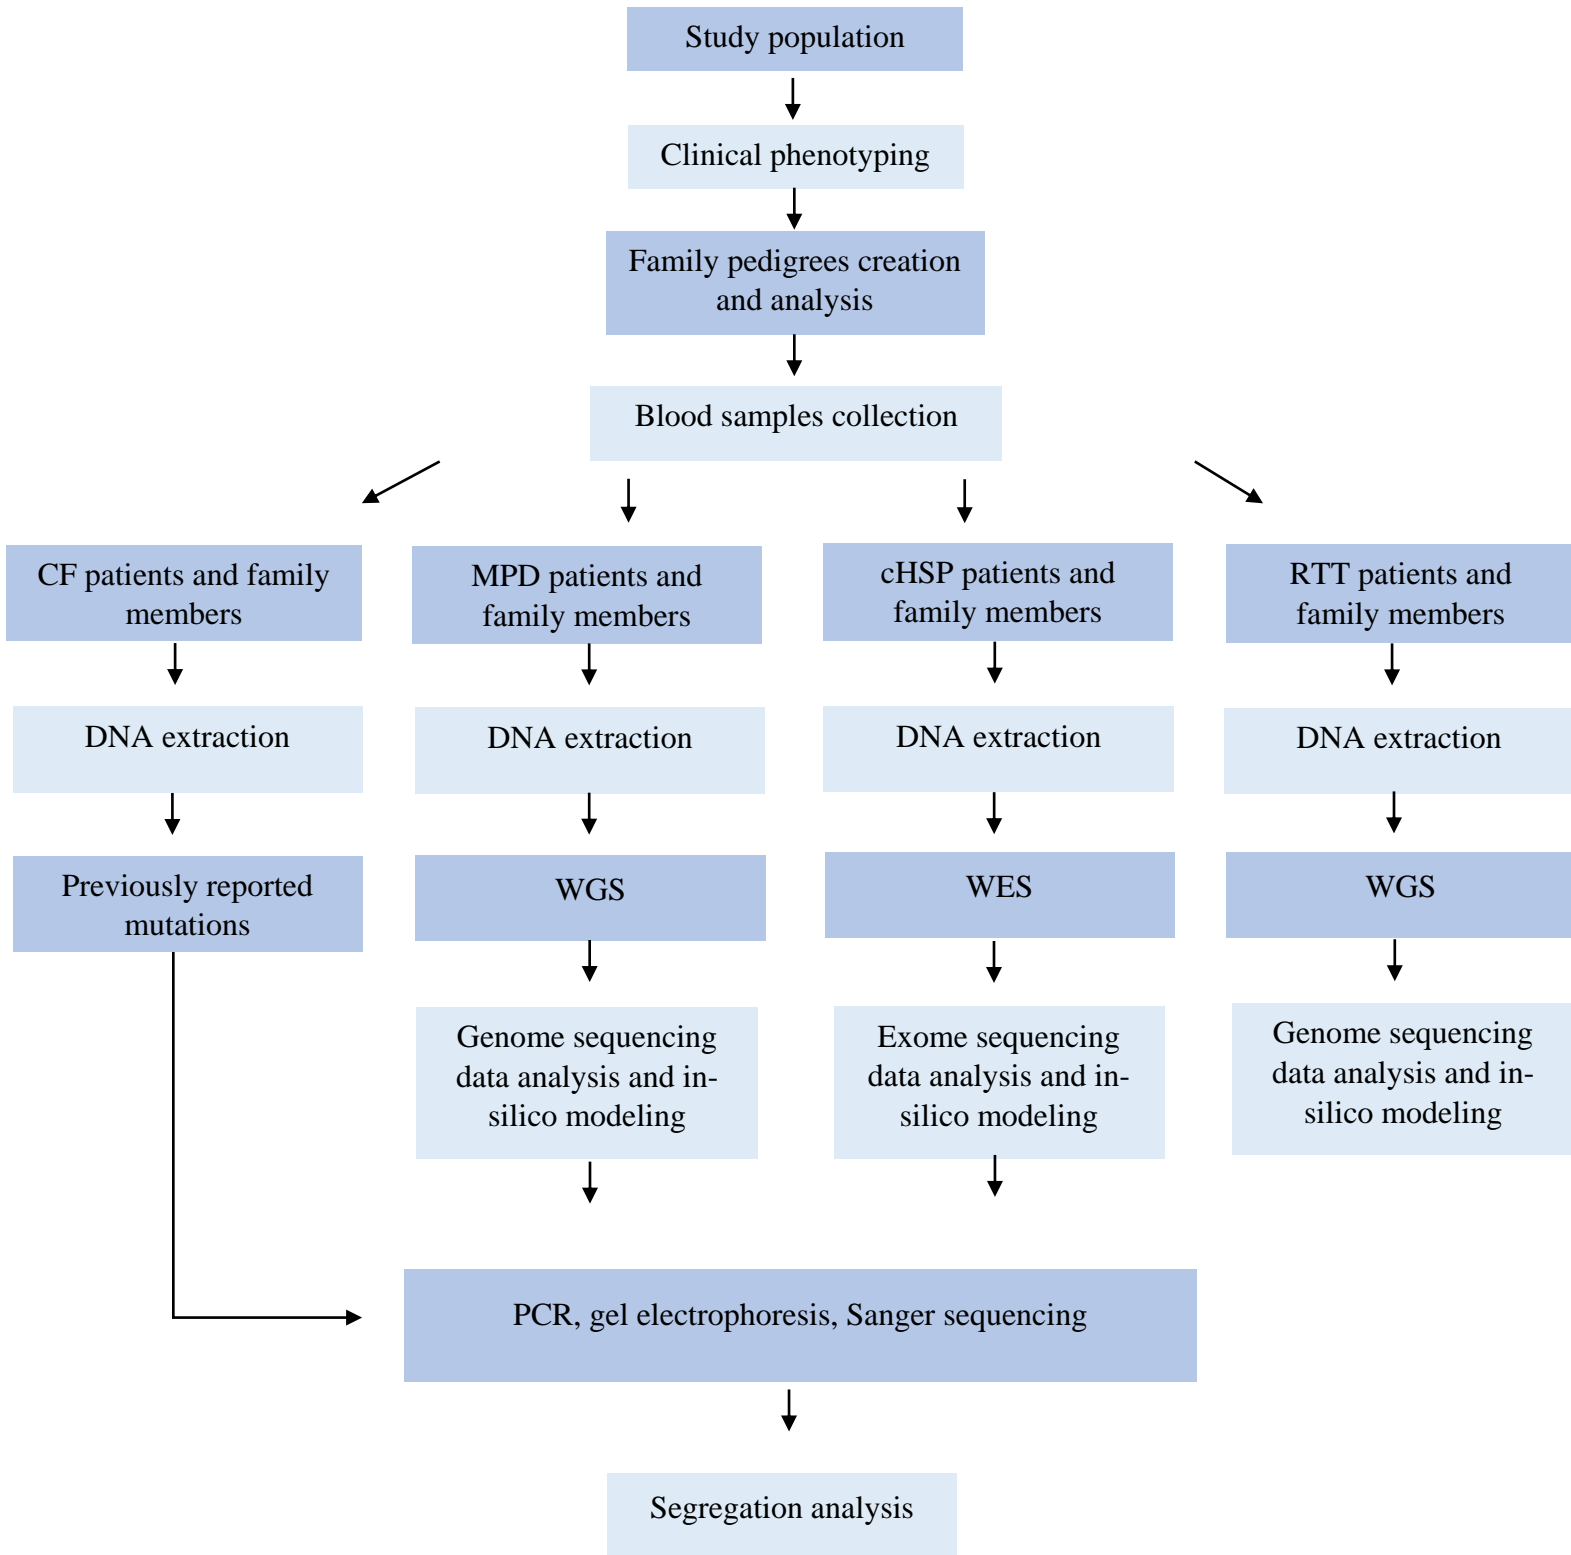 Study population
Clinical phenotyping
Family pedigrees creation
and analysis
Blood samples collection
CF patients and family
members
MPD patients and
family members
cHSP patients and
family members
RTT patients and
family members
DNA extraction
DNA extraction
DNA extraction
DNA extraction
Previously reported
mutations
WGS
WES
WGS
Genome sequencing
data analysis and in-
silico modeling
Exome sequencing
data analysis and in-
silico modeling
Genome sequencing
data analysis and in-
silico modeling
PCR, gel electrophoresis, Sanger sequencing
Segregation analysis